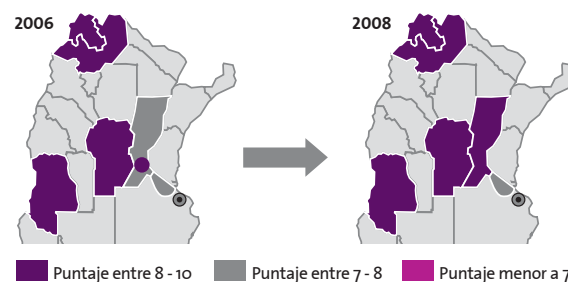 2006
2008
Puntaje entre 8 - 10
Puntaje entre 7 - 8
Puntaje menor a 7